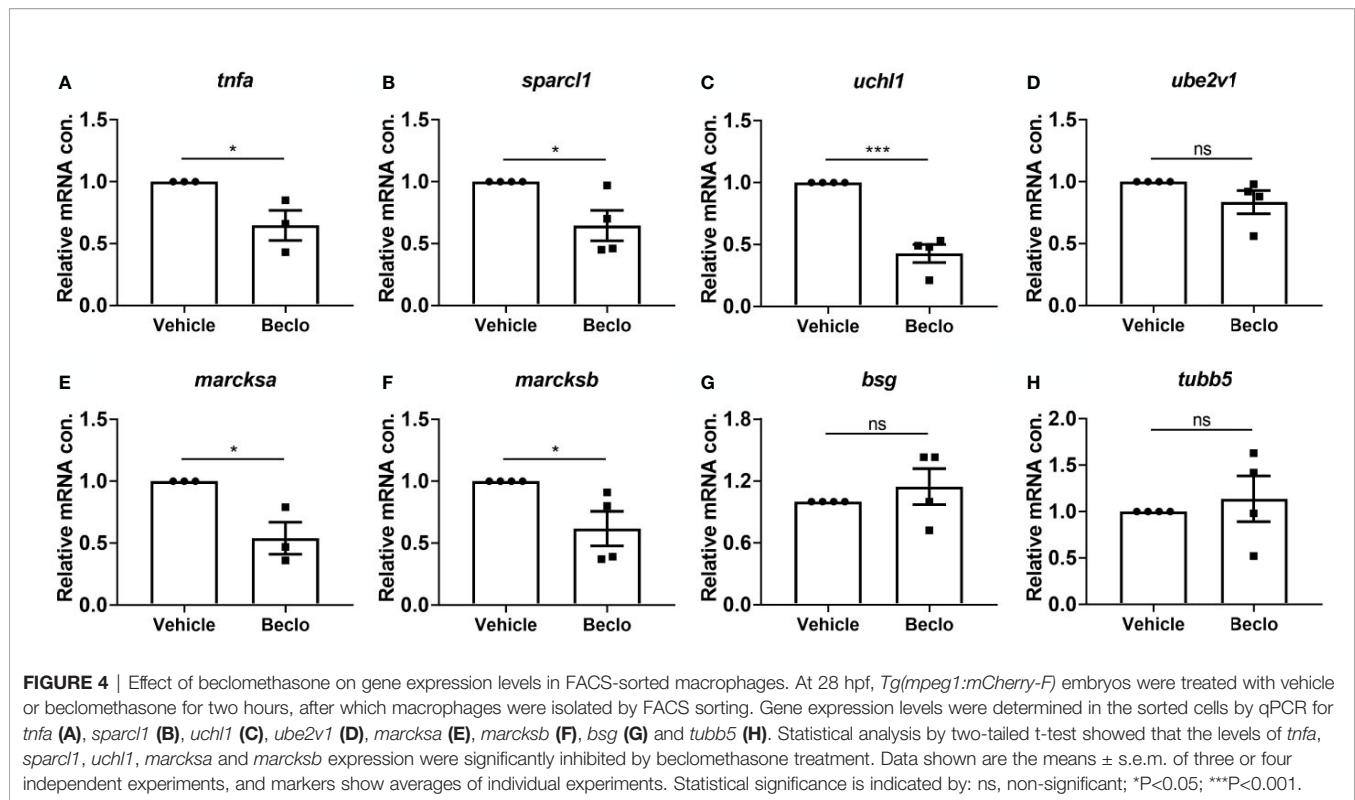 A tnfa
Relative mRNA con.
1.5
1.0
0.5
0.0
*
Vehicle Beclo
B sparcl1
Relative mRNA con.
1.5
1.0
0.5
0.0
*
Vehicle Beclo
C uchl1
Relative mRNA con.
1.5
1.0
0.5
0.0
***
Vehicle Beclo
D ube2v1
Relative mRNA con.
1.5
1.0
0.5
0.0
ns
Vehicle Beclo
E marcksa
Relative mRNA con.
1.5
1.0
0.5
0.0
*
Vehicle Beclo
F marcksb
Relative mRNA con.
1.5
1.0
0.5
0.0
*
Vehicle Beclo
G bsg
Relative mRNA con.
1.8
1.2
0.6
0.0
ns
Vehicle Beclo
H tubb5
Relative mRNA con.
2.0
1.5
1.0
0.5
0.0
ns
Vehicle Beclo
FIGURE 4 | Effect of beclomethasone on gene expression levels in FACS-sorted macrophages. At 28 hpf, Tg(mpeg1:mCherry-F) embryos were treated with vehicle
or beclomethasone for two hours, after which macrophages were isolated by FACS sorting. Gene expression levels were determined in the sorted cells by qPCR for
tnfa (A), sparcl1 (B), uchl1 (C), ube2v1 (D), marcksa (E), marcksb (F), bsg (G) and tubb5 (H). Statistical analysis by two-tailed t-test showed that the levels of tnfa,
sparcl1, uchl1, marcksa and marcksb expression were significantly inhibited by beclomethasone treatment. Data shown are the means ± s.e.m. of three or four
independent experiments, and markers show averages of individual experiments. Statistical significance is indicated by: ns, non-significant; *P<0.05; ***P<0.001.